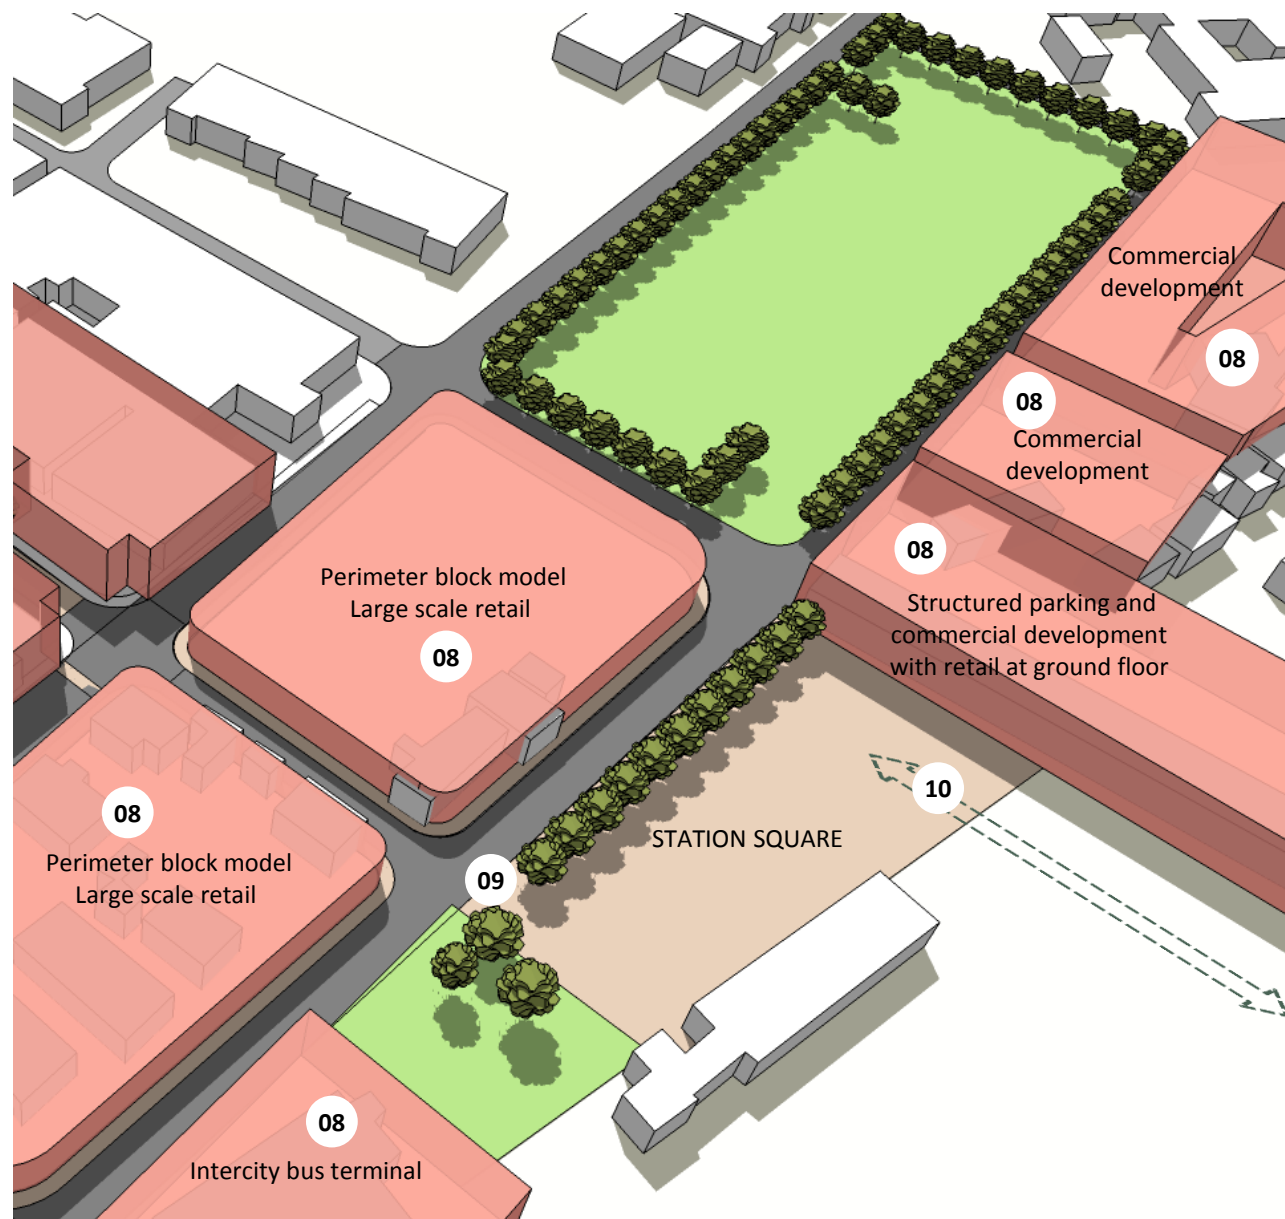 Commercial
development
08
08
Commercial
development
08
Structured parking and
commercial development
with retail at ground floor
Perimeter block model
Large scale retail
08
10
08
STATION SQUARE
Perimeter block model
Large scale retail
09
08
Intercity bus terminal